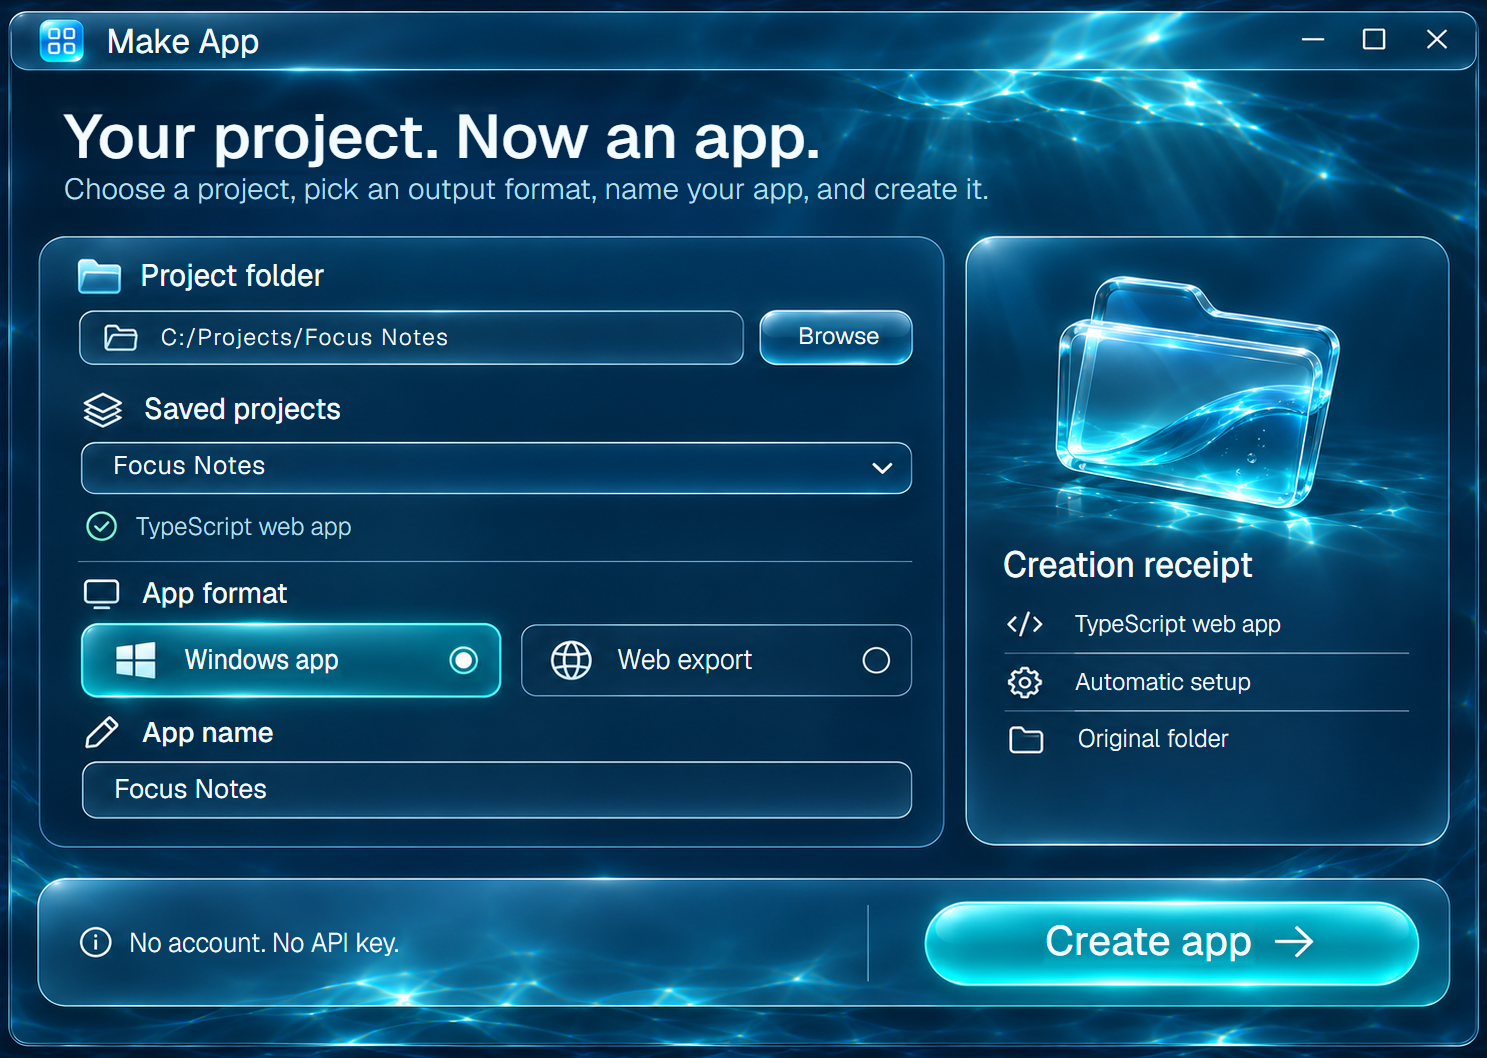 Make App
Your project. Now an app.
Choose a project, pick an output format, name your app, and create it.
Project folder
C:/Projects/Focus Notes
Browse
Saved projects
Focus Notes
TypeScript web app
App format
Windows app
Web export
App name
Focus Notes
Creation receipt
TypeScript web app
Automatic setup
Original folder
No account. No API key.
Create app